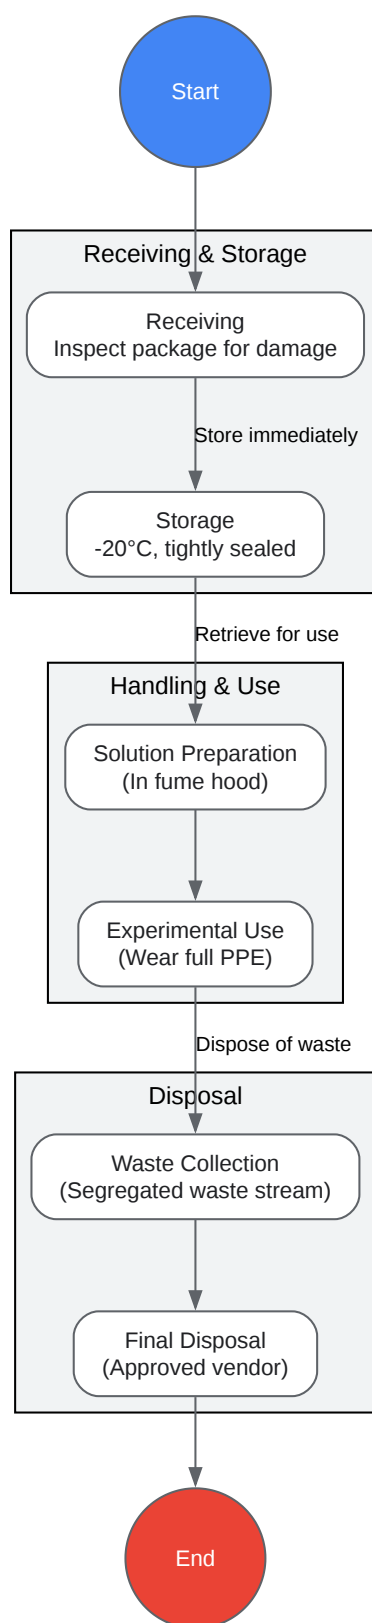 Start
Receiving & Storage
Receiving
Inspect package for damage
Store immediately
Storage
-20°C, tightly sealed
Retrieve for use
Handling & Use
Solution Preparation
(In fume hood)
Experimental Use
(Wear full PPE)
Dispose of waste
Disposal
Waste Collection
(Segregated waste stream)
Final Disposal
(Approved vendor)
End